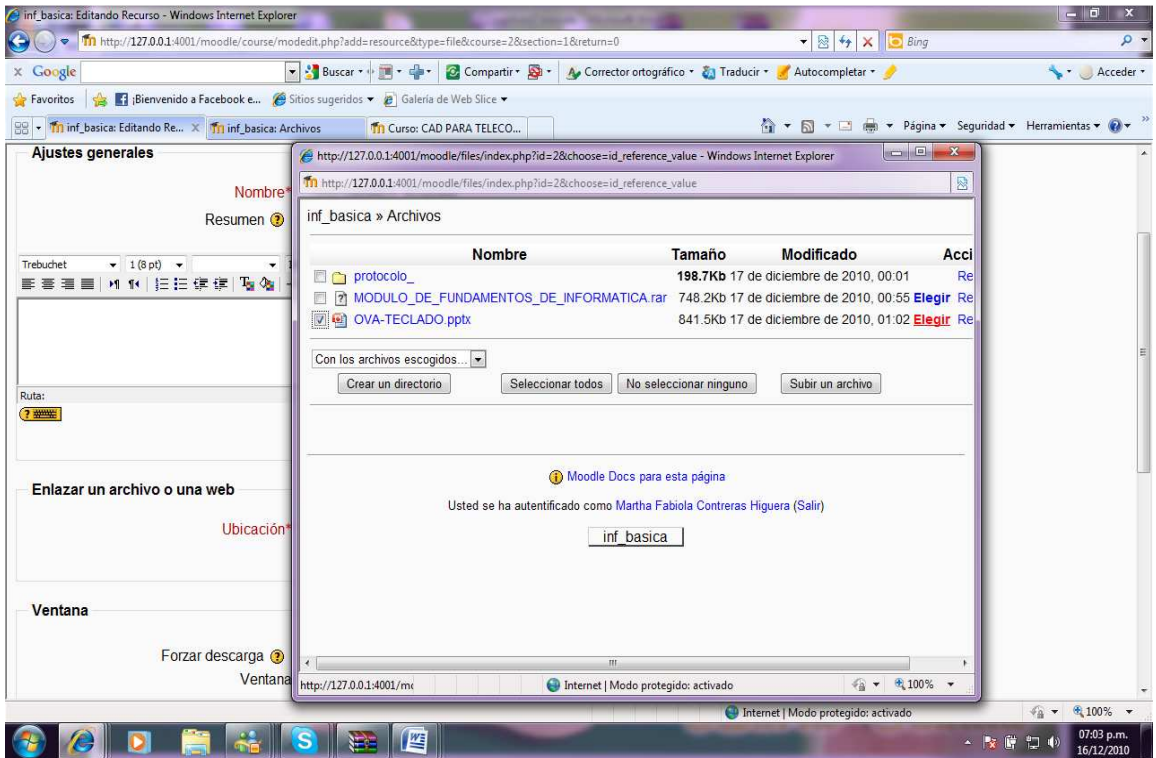 inf_basica: Editando Recurso - Windows Internet Explorer
http://127.0.0.1:4001/moodle/course/modedit.php?add=resource&type=file&course=2&section=1&return=0
Bing
x Google Buscar Compartir Corrector ortográfico Traducir Autocompletar Acceder
Favoritos ¡Bienvenido a Facebook e... Sitios sugeridos Galería de Web Slice
inf_basica: Editando Re... x inf_basica: Archivos Curso: CAD PARA TELECO... Página Seguridad Herramientas
Ajustes generales
Nombre*
Resumen
Trebuchet 1 (8 pt)
Ruta:
Enlazar un archivo o una web
Ubicación*
Ventana
Forzar descarga
Ventana
http://127.0.0.1:4001/moodle/files/index.php?id=2&choose=id_reference_value - Windows Internet Explorer
http://127.0.0.1:4001/moodle/files/index.php?id=2&choose=id_reference_value
inf_basica » Archivos
Nombre Tamaño Modificado Acci
protocolo_ 198.7Kb 17 de diciembre de 2010, 00:01 Re
MODULO_DE_FUNDAMENTOS_DE_INFORMATICA.rar 748.2Kb 17 de diciembre de 2010, 00:55 Elegir Re
OVA-TECLADO.pptx 841.5Kb 17 de diciembre de 2010, 01:02 Elegir Re
Con los archivos escogidos...
Crear un directorio Seleccionar todos No seleccionar ninguno Subir un archivo
Moodle Docs para esta página
Usted se ha autentificado como Martha Fabiola Contreras Higuera (Salir)
inf_basica
http://127.0.0.1:4001/mo Internet | Modo protegido: activado 100%
Internet | Modo protegido: activado 100%
07:03 p.m.
16/12/2010